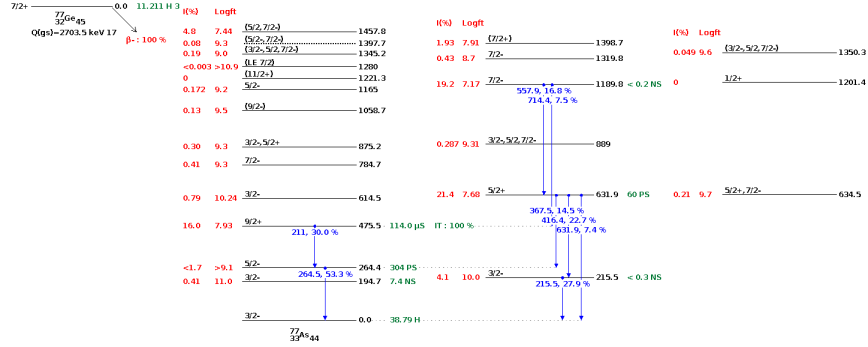 7/2+ 0.0 11.211 H 3
77
32 Ge 45
Q(gs)=2703.5 keV 17
β- : 100 %
I(%) Logft
4.8 7.44 (5/2,7/2-) 1457.8
0.08 9.3 (5/2-,7/2-) 1397.7
0.19 9.0 (3/2-,5/2,7/2-) 1345.2
<0.003 >10.9 (LE 7/2) 1280
0 (11/2+) 1221.3
0.172 9.2 5/2- 1165
0.13 9.5 (9/2-) 1058.7
0.30 9.3 3/2-,5/2+ 875.2
0.41 9.3 7/2- 784.7
0.79 10.24 3/2- 614.5
16.0 7.93 9/2+ 475.5 114.0 µS IT : 100 %
211, 30.0 %
<1.7 >9.1 5/2- 264.4 304 PS
264.5, 53.3 %
0.41 11.0 3/2- 194.7 7.4 NS
3/2- 0.0 38.79 H
77
33 As 44
I(%) Logft
1.93 7.91 (7/2+) 1398.7
0.43 8.7 7/2- 1319.8
19.2 7.17 7/2- 1189.8 < 0.2 NS
557.9, 16.8 %
714.4, 7.5 %
0.287 9.31 3/2-,5/2,7/2- 889
21.4 7.68 5/2+ 631.9 60 PS
367.5, 14.5 %
416.4, 22.7 %
631.9, 7.4 %
4.1 10.0 3/2- 215.5 < 0.3 NS
215.5, 27.9 %
I(%) Logft
0.049 9.6 (3/2-,5/2,7/2-) 1350.3
0 1/2+ 1201.4
0.21 9.7 5/2+,7/2- 634.5